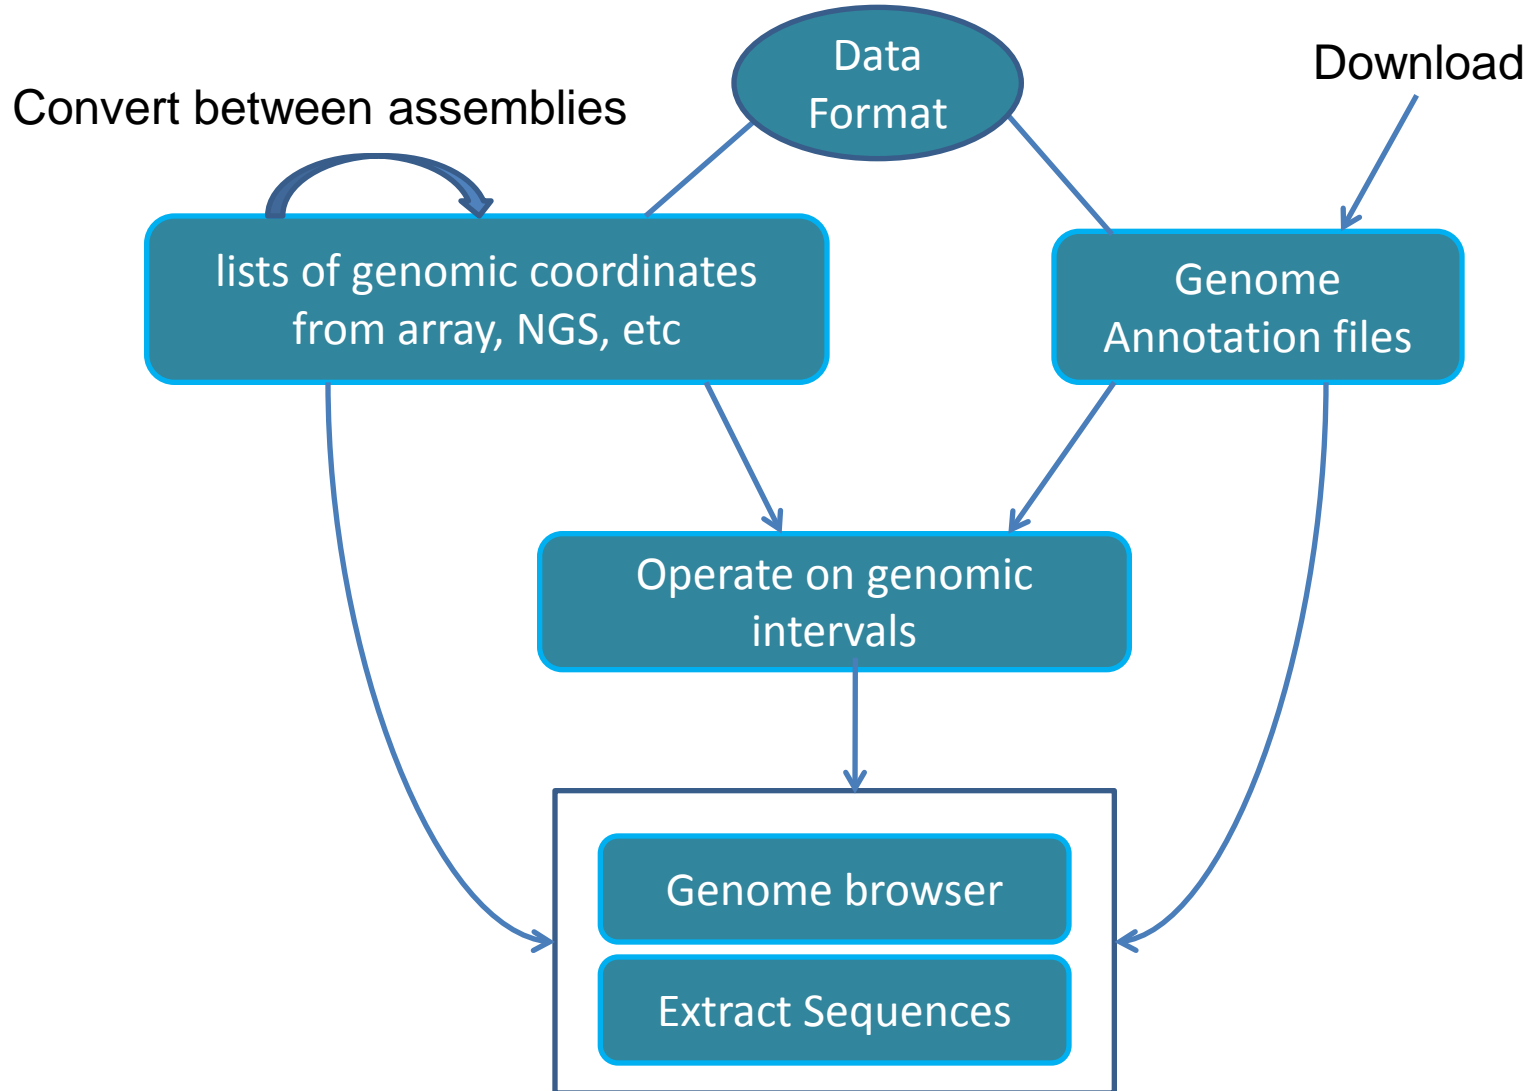 Data
Format
Download
Convert between assemblies
lists of genomic coordinates
from array, NGS, etc
Genome
Annotation files
Operate on genomic
intervals
Genome browser
Extract Sequences